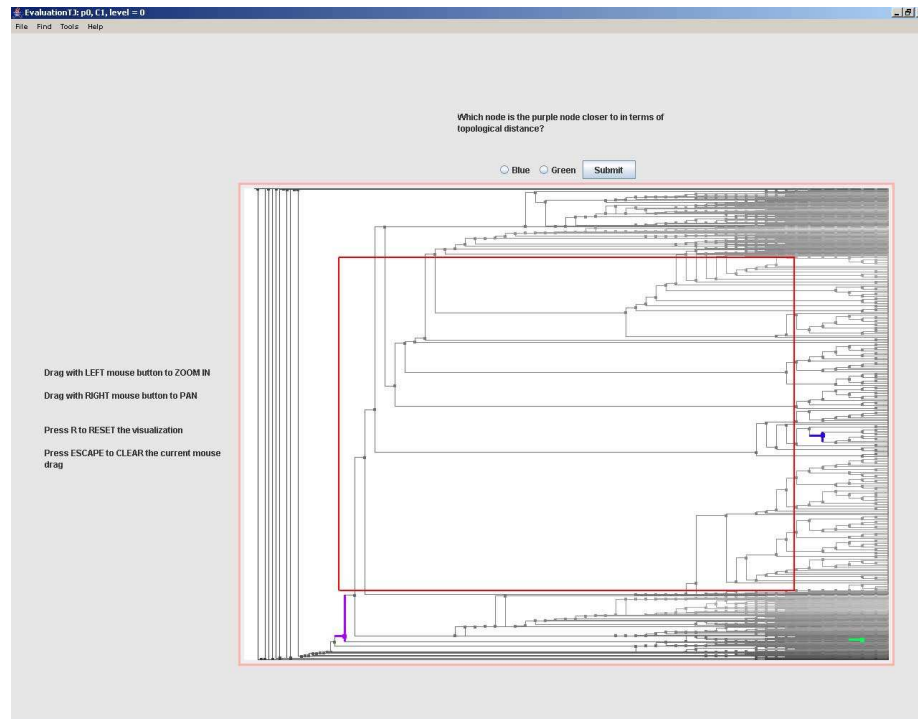 EvaluationTJ: p0, C1, level = 0
File Find Tools Help
Which node is the purple node closer to in terms of
topological distance?
Blue Green Submit
Drag with LEFT mouse button to ZOOM IN
Drag with RIGHT mouse button to PAN
Press R to RESET the visualization
Press ESCAPE to CLEAR the current mouse
drag